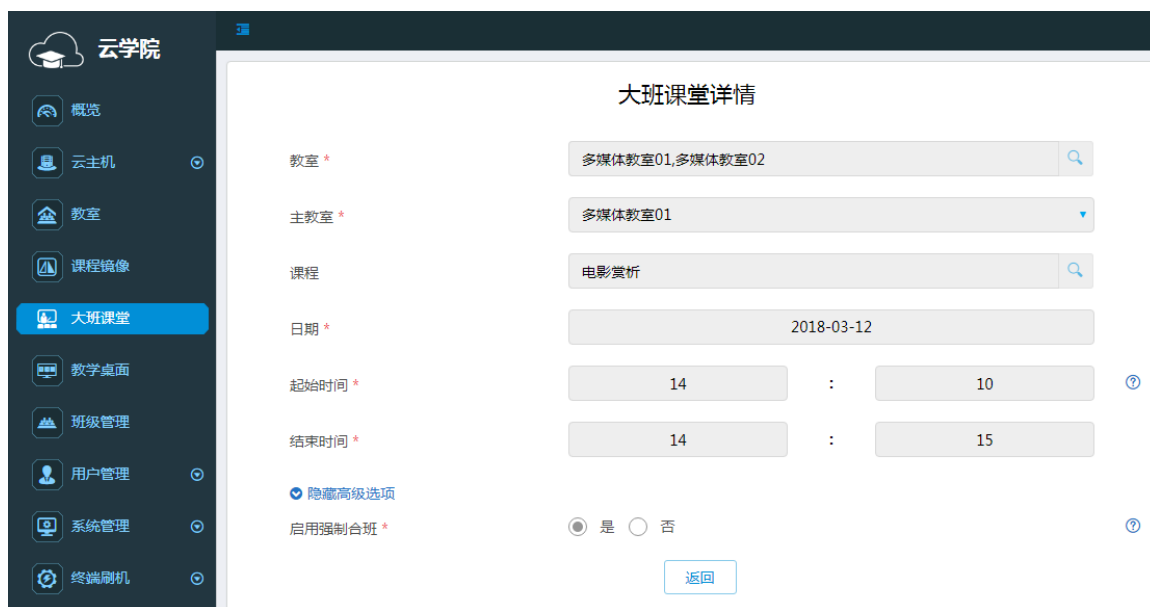 云学院
概览
云主机
教室
课程镜像
大班课堂
教学桌面
班级管理
用户管理
系统管理
终端刷机
大班课堂详情
教室 * 多媒体教室01,多媒体教室02
主教室 * 多媒体教室01
课程 电影赏析
日期 * 2018-03-12
起始时间 * 14 : 10
结束时间 * 14 : 15
隐藏高级选项
启用强制合班 * 是 否
返回